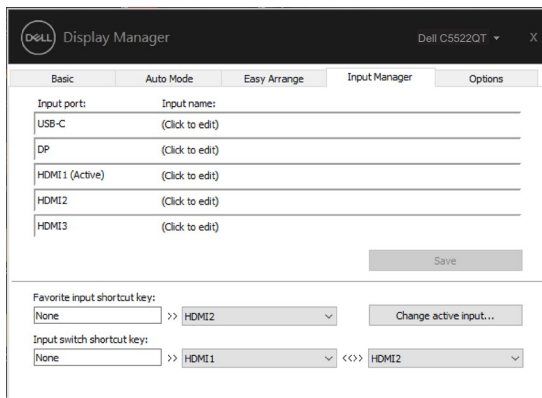 DELL Display Manager Dell C5522QT X
Basic Auto Mode Easy Arrange Input Manager Options
Input port: Input name:
USB-C (Click to edit)
DP (Click to edit)
HDMI1 (Active) (Click to edit)
HDMI2 (Click to edit)
HDMI3 (Click to edit)
Save
Favorite input shortcut key:
None >> HDMI2 Change active input...
Input switch shortcut key:
None >> HDMI1 <<>> HDMI2